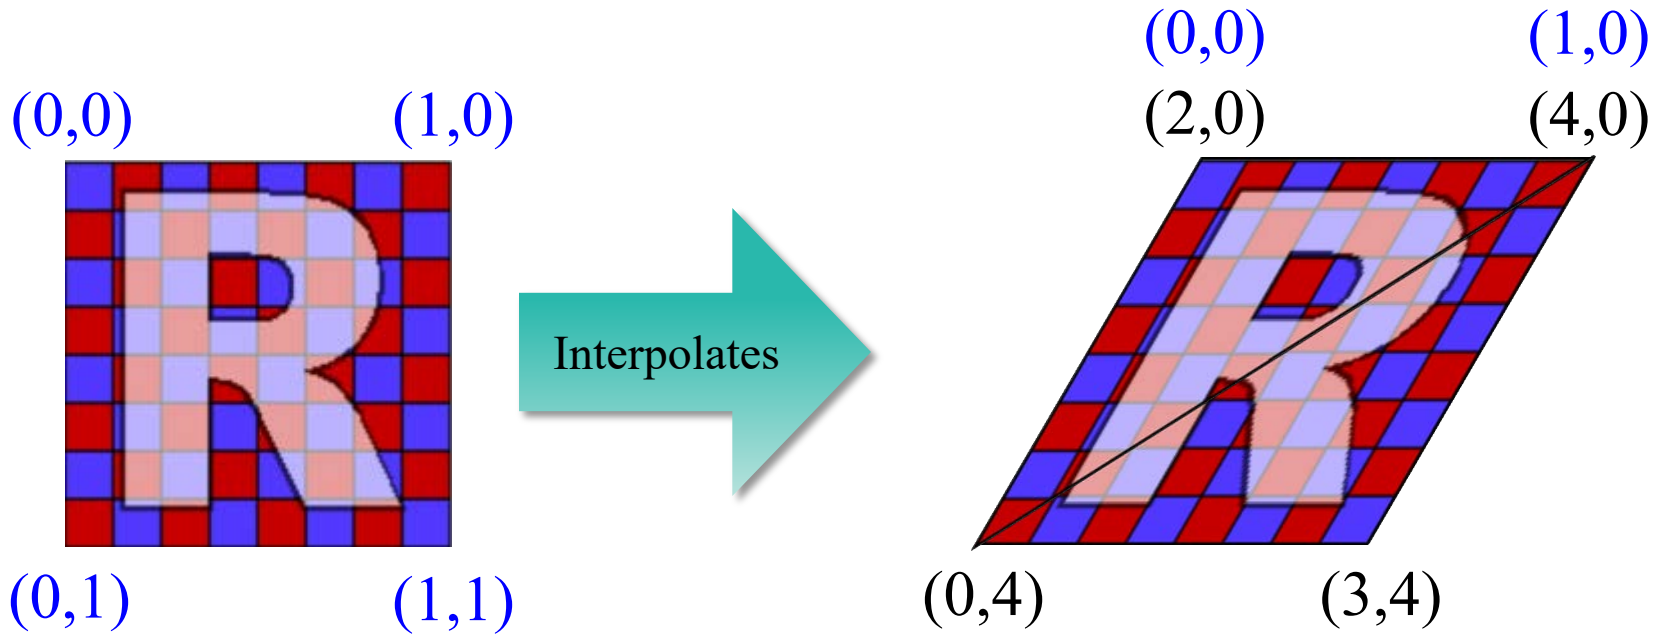 (0,0) (1,0)
(0,1) (1,1)
R
Interpolates
(0,0) (1,0)
(2,0) (4,0)
R
(0,4) (3,4)